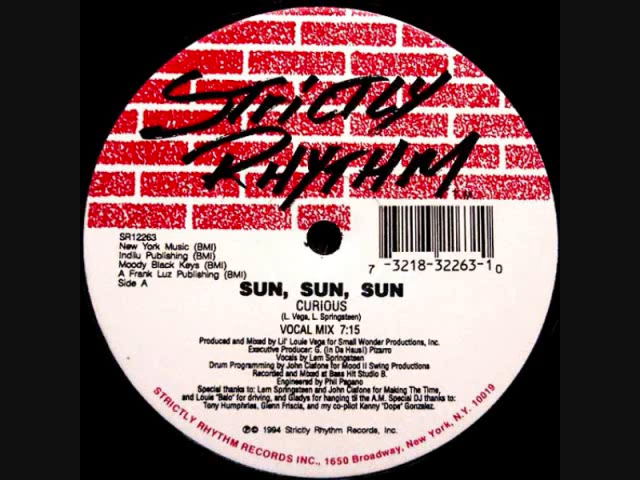 STRICTLY
RHYTHM
TM
SR12263
New York Music (BMI)
Indilu Publishing (BMI)
Moody Black Keys (BMI)
A Frank Luz Publishing (BMI)
Side A
7 -3218-32263-1 0
SUN, SUN, SUN
CURIOUS
(L. Vega, L. Springsteen)
VOCAL MIX 7:15
Produced and Mixed by Lil' Louie Vega for Small Wonder Productions, Inc.
Executive Producer: G. (In Da Haus!) Pizarro
Vocals by Lem Springsteen
Drum Programming by John Ciafone for Mood II Swing Productions
Recorded and Mixed at Bass Hit Studio B.
Engineered by Phil Pagano
Special thanks to: Lem Springsteen and John Ciafone for Making The Time,
and Louie "Balo" for driving, and Gladys for hanging til the A.M. Special DJ thanks to:
Tony Humphries, Glenn Friscia, and my co-pilot Kenny "Dope" Gonzalez.
℗© 1994 Strictly Rhythm Records, Inc.
STRICTLY RHYTHM RECORDS INC., 1650 Broadway, New York, N.Y. 10019